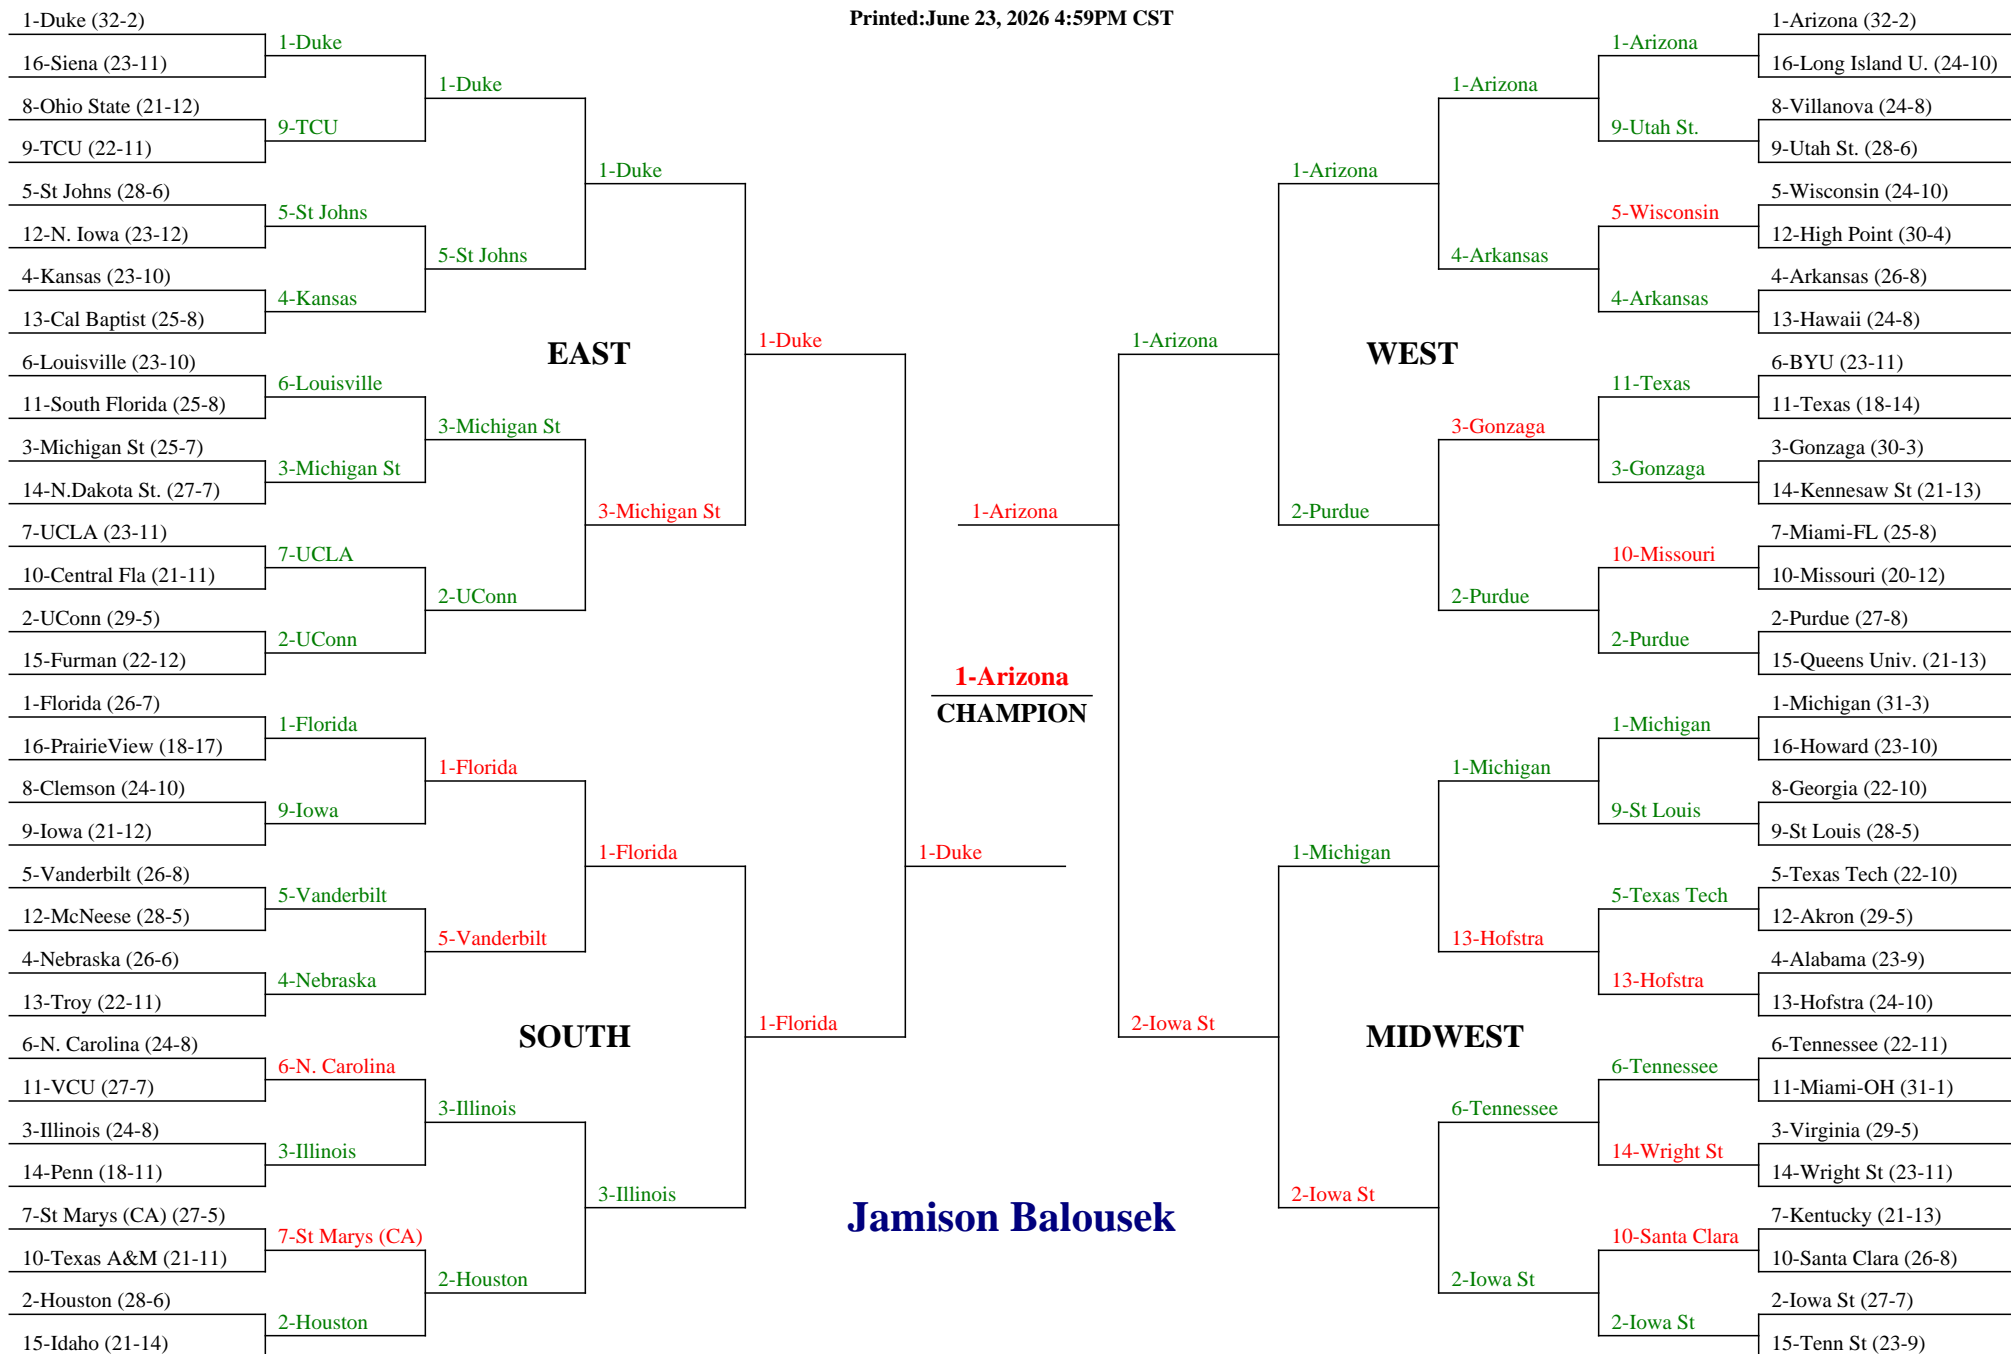 Printed:June 23, 2026 4:59PM CST
1-Duke (32-2)
16-Siena (23-11)
8-Ohio State (21-12)
9-TCU (22-11)
5-St Johns (28-6)
12-N. Iowa (23-12)
4-Kansas (23-10)
13-Cal Baptist (25-8)
6-Louisville (23-10)
11-South Florida (25-8)
3-Michigan St (25-7)
14-N.Dakota St. (27-7)
7-UCLA (23-11)
10-Central Fla (21-11)
2-UConn (29-5)
15-Furman (22-12)
1-Florida (26-7)
16-PrairieView (18-17)
8-Clemson (24-10)
9-Iowa (21-12)
5-Vanderbilt (26-8)
12-McNeese (28-5)
4-Nebraska (26-6)
13-Troy (22-11)
6-N. Carolina (24-8)
11-VCU (27-7)
3-Illinois (24-8)
14-Penn (18-11)
7-St Marys (CA) (27-5)
10-Texas A&M (21-11)
2-Houston (28-6)
15-Idaho (21-14)
1-Duke
9-TCU
5-St Johns
4-Kansas
6-Louisville
3-Michigan St
7-UCLA
2-UConn
1-Florida
9-Iowa
5-Vanderbilt
4-Nebraska
6-N. Carolina
3-Illinois
7-St Marys (CA)
2-Houston
1-Duke
5-St Johns
3-Michigan St
2-UConn
1-Florida
5-Vanderbilt
3-Illinois
2-Houston
EAST
SOUTH
1-Duke
3-Michigan St
1-Florida
3-Illinois
1-Duke
1-Florida
1-Duke
1-Arizona
1-Arizona
CHAMPION
Jamison Balousek
1-Arizona
2-Iowa St
1-Arizona
2-Purdue
1-Michigan
2-Iowa St
WEST
MIDWEST
1-Arizona
4-Arkansas
3-Gonzaga
2-Purdue
1-Michigan
13-Hofstra
6-Tennessee
2-Iowa St
1-Arizona
9-Utah St.
5-Wisconsin
4-Arkansas
11-Texas
3-Gonzaga
10-Missouri
2-Purdue
1-Michigan
9-St Louis
5-Texas Tech
13-Hofstra
6-Tennessee
14-Wright St
10-Santa Clara
2-Iowa St
1-Arizona (32-2)
16-Long Island U. (24-10)
8-Villanova (24-8)
9-Utah St. (28-6)
5-Wisconsin (24-10)
12-High Point (30-4)
4-Arkansas (26-8)
13-Hawaii (24-8)
6-BYU (23-11)
11-Texas (18-14)
3-Gonzaga (30-3)
14-Kennesaw St (21-13)
7-Miami-FL (25-8)
10-Missouri (20-12)
2-Purdue (27-8)
15-Queens Univ. (21-13)
1-Michigan (31-3)
16-Howard (23-10)
8-Georgia (22-10)
9-St Louis (28-5)
5-Texas Tech (22-10)
12-Akron (29-5)
4-Alabama (23-9)
13-Hofstra (24-10)
6-Tennessee (22-11)
11-Miami-OH (31-1)
3-Virginia (29-5)
14-Wright St (23-11)
7-Kentucky (21-13)
10-Santa Clara (26-8)
2-Iowa St (27-7)
15-Tenn St (23-9)